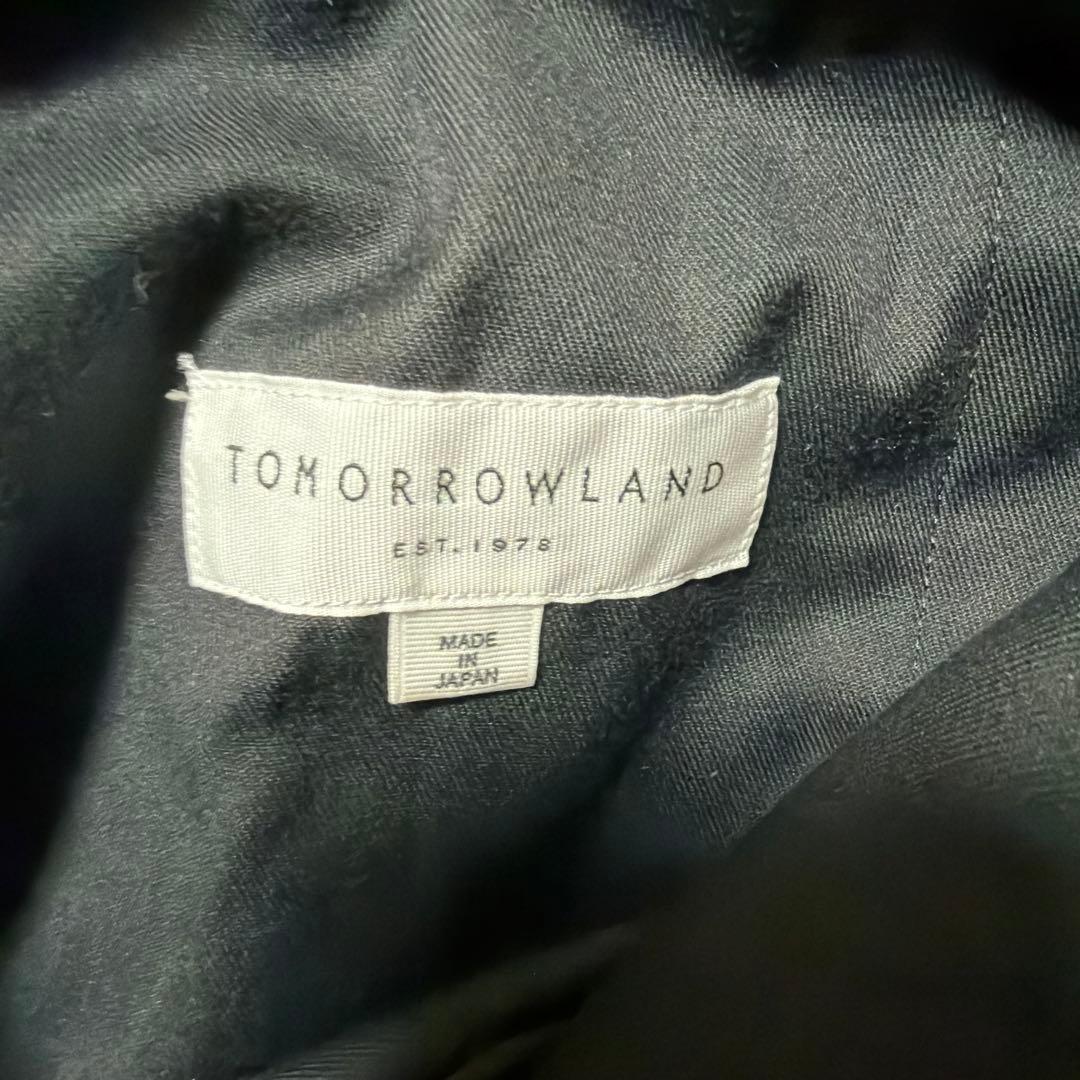 TOMORROWLAND
EST. 1978
MADE
IN
JAPAN